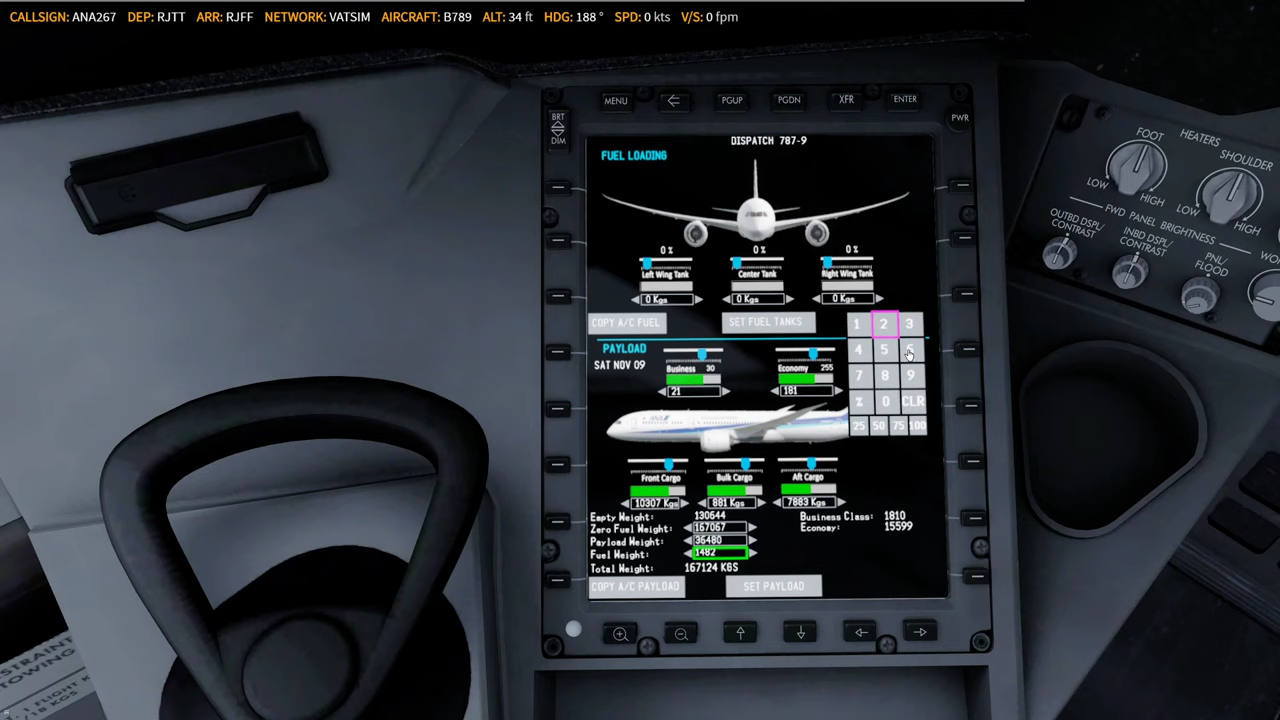 CALLSIGN: ANA267 DEP: RJTT ARR: RJFF NETWORK: VATSIM AIRCRAFT: B789 ALT: 34 ft HDG: 188 ° SPD: 0 kts V/S: 0 fpm
MENU PGUP PGDN XFR ENTER
BRT
DIM
PWR
DISPATCH 787-9
FUEL LOADING
0 % 0 % 0 %
Left Wing Tank Center Tank Right Wing Tank
0 Kgs 0 Kgs 0 Kgs
COPY A/C FUEL SET FUEL TANKS
1 2 3
4 5
7 8 9
% 0 CLR
25 50 75 100
PAYLOAD
SAT NOV 09
Business 30 Economy 255
21 181
ANA
Front Cargo Bulk Cargo Aft Cargo
10307 Kgs 881 Kgs 7883 Kgs
Empty Weight: 130644
Zero Fuel Weight: 167067
Payload Weight: 36480
Fuel Weight: 1482
Total Weight: 167124 KGS
Business Class: 1810
Economy: 15599
COPY A/C PAYLOAD SET PAYLOAD
HEATERS
FOOT SHOULDER
LOW HIGH LOW HIGH
FWD PANEL BRIGHTNESS
OUTBD DSPL/
CONTRAST
INBD DSPL/
CONTRAST
PNL/
FLOOD
TOWING